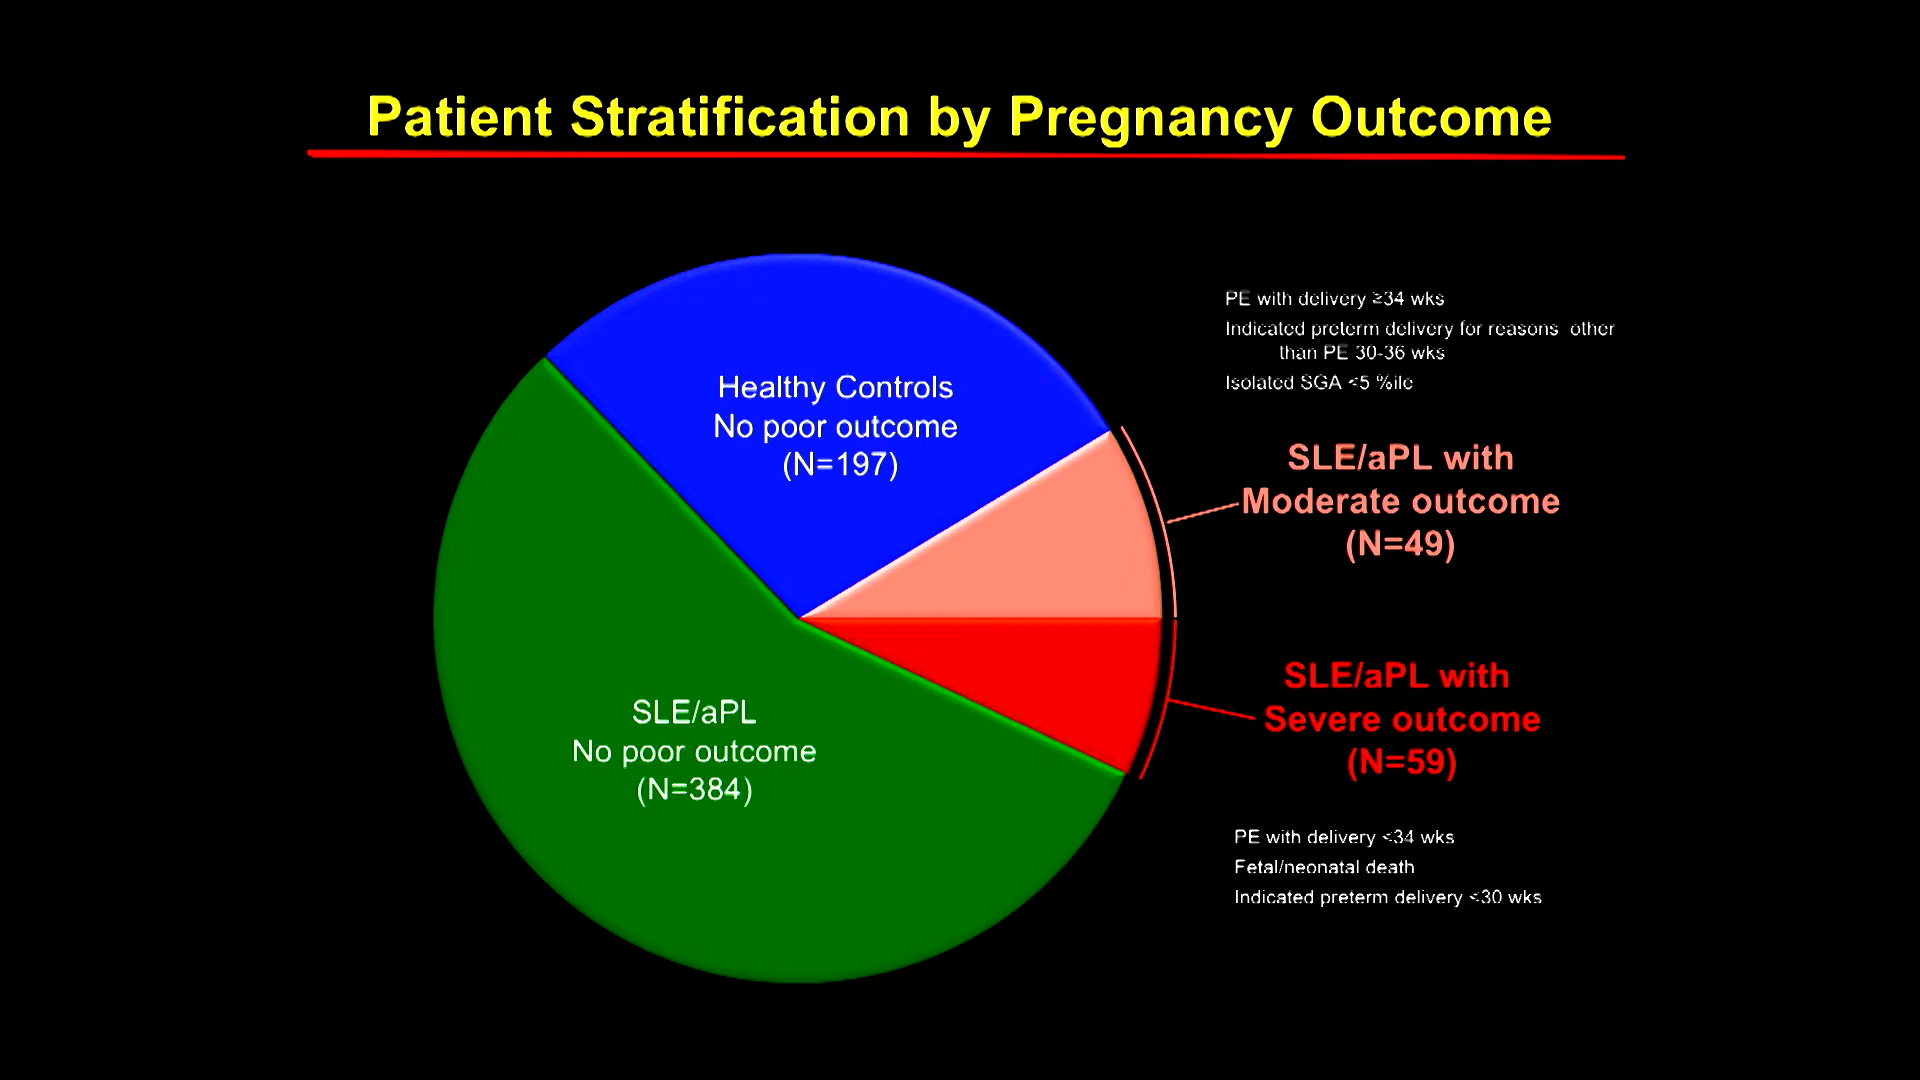 Patient Stratification by Pregnancy Outcome
Healthy Controls
No poor outcome
(N=197)
PE with delivery ≥34 wks
Indicated preterm delivery for reasons other
than PE 30-36 wks
Isolated SGA <5 %ile
SLE/aPL with
Moderate outcome
(N=49)
SLE/aPL with
Severe outcome
(N=59)
PE with delivery <34 wks
Fetal/neonatal death
Indicated preterm delivery <30 wks
SLE/aPL
No poor outcome
(N=384)